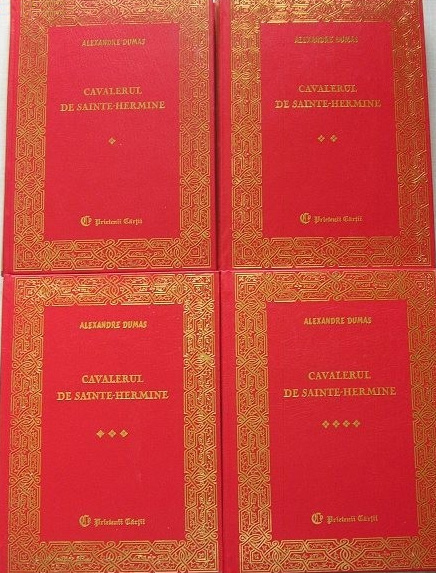 ALEXANDRE DUMAS
CAVALERUL
DE SAINTE-HERMINE
Prietenii Cărții
ALEXANDRE DUMAS
CAVALERUL
DE SAINTE-HERMINE
Prietenii Cărții
ALEXANDRE DUMAS
CAVALERUL
DE SAINTE-HERMINE
Prietenii Cărții
ALEXANDRE DUMAS
CAVALERUL
DE SAINTE-HERMINE
Prietenii Cărții